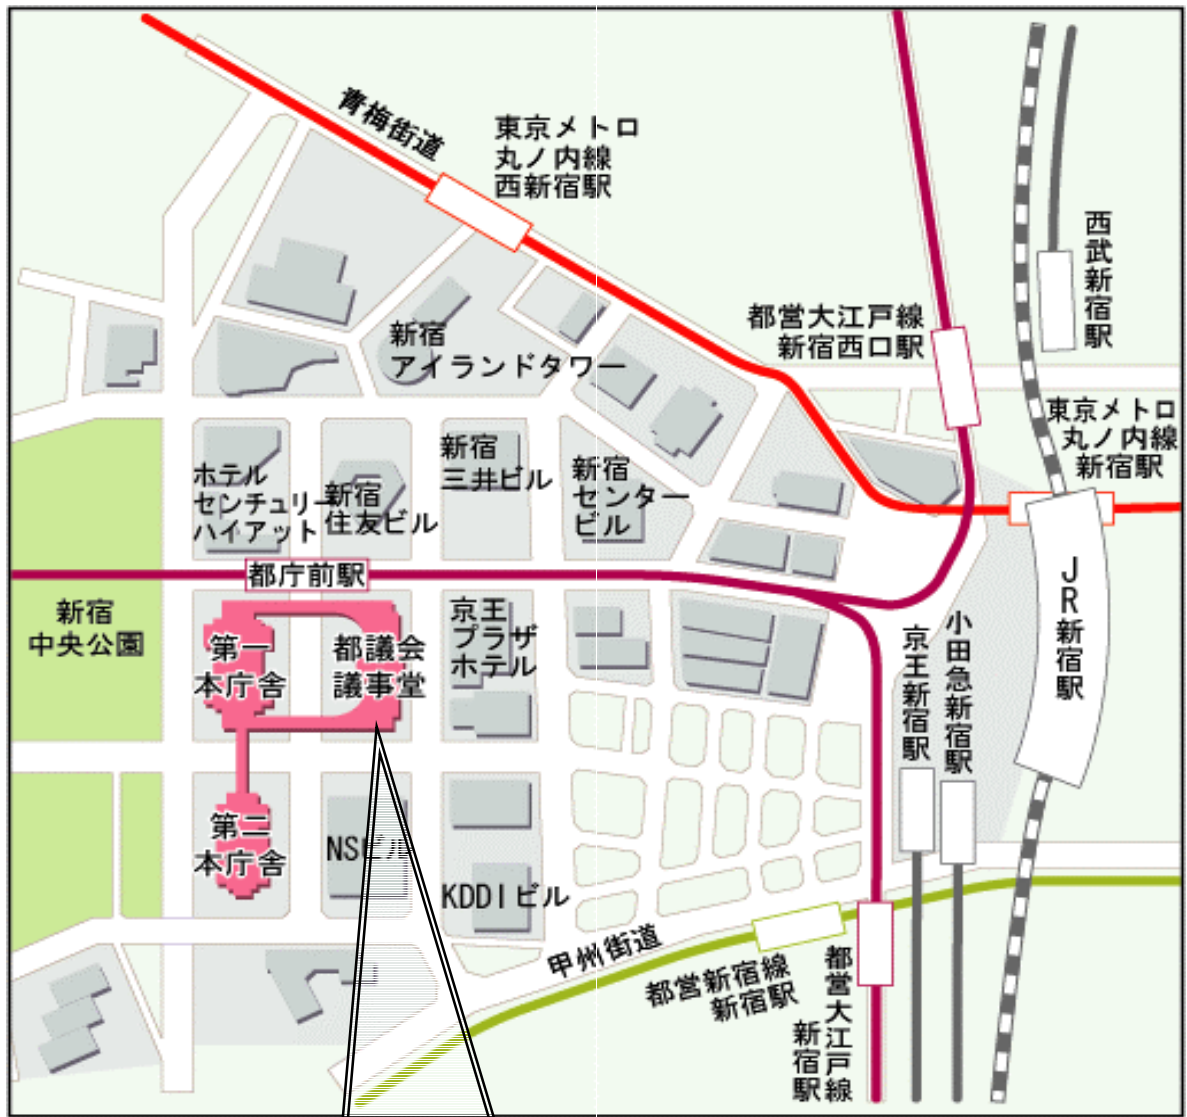 青梅街道
東京メトロ
丸ノ内線
西新宿駅
西武新宿駅
都営大江戸線
新宿西口駅
新宿
アイランドタワー
東京メトロ
丸ノ内線
新宿駅
ホテル
センチュリー
ハイアット
新宿
住友ビル
新宿
三井ビル
新宿
センター
ビル
都庁前駅
JR新宿駅
新宿
中央公園
第一
本庁舎
都議会
議事堂
京王
プラザ
ホテル
京王新宿駅
小田急新宿駅
第二
本庁舎
NSビル
KDDIビル
甲州街道
都営新宿線
新宿駅
都営大江戸線
新宿駅